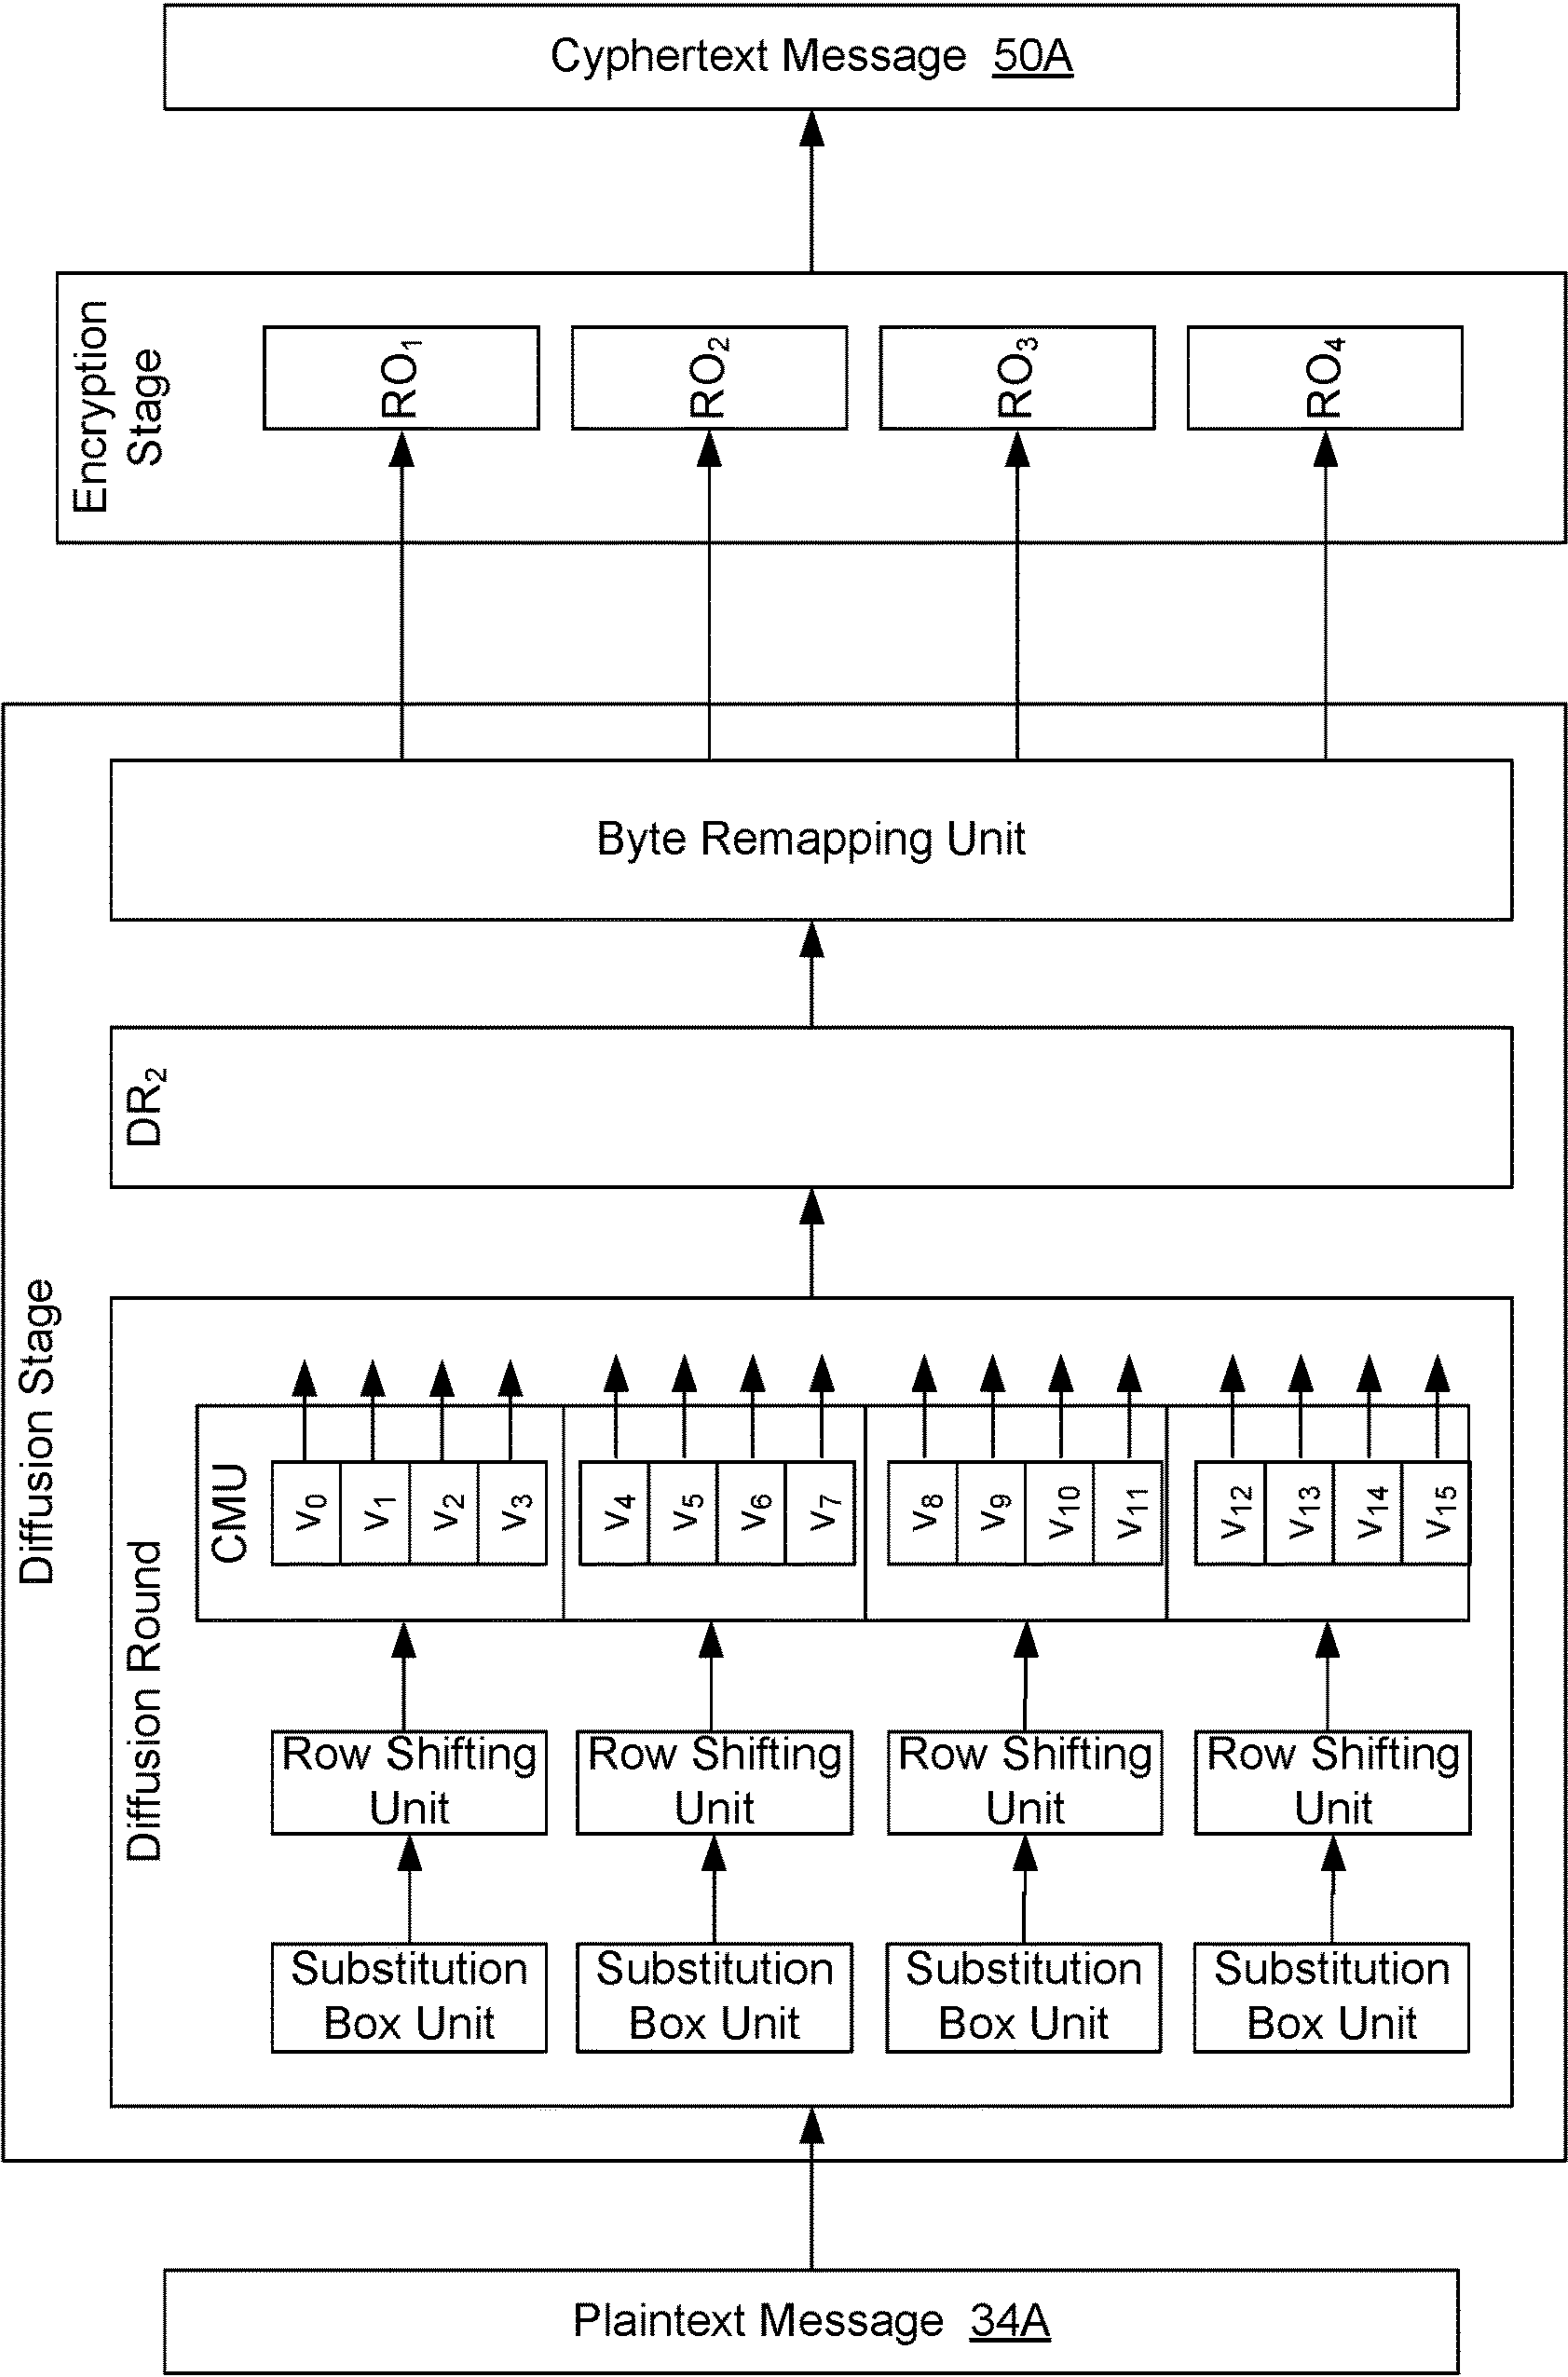 Cyphertext Message 50A
Encryption
Stage
RO1
RO2
RO3
RO4
Byte Remapping Unit
DR2
Diffusion Stage
Diffusion Round
CMU
V0
V1
V2
V3
V4
V5
V6
V7
V8
V9
V10
V11
V12
V13
V14
V15
Row Shifting
Unit
Row Shifting
Unit
Row Shifting
Unit
Row Shifting
Unit
Substitution
Box Unit
Substitution
Box Unit
Substitution
Box Unit
Substitution
Box Unit
Plaintext Message 34A